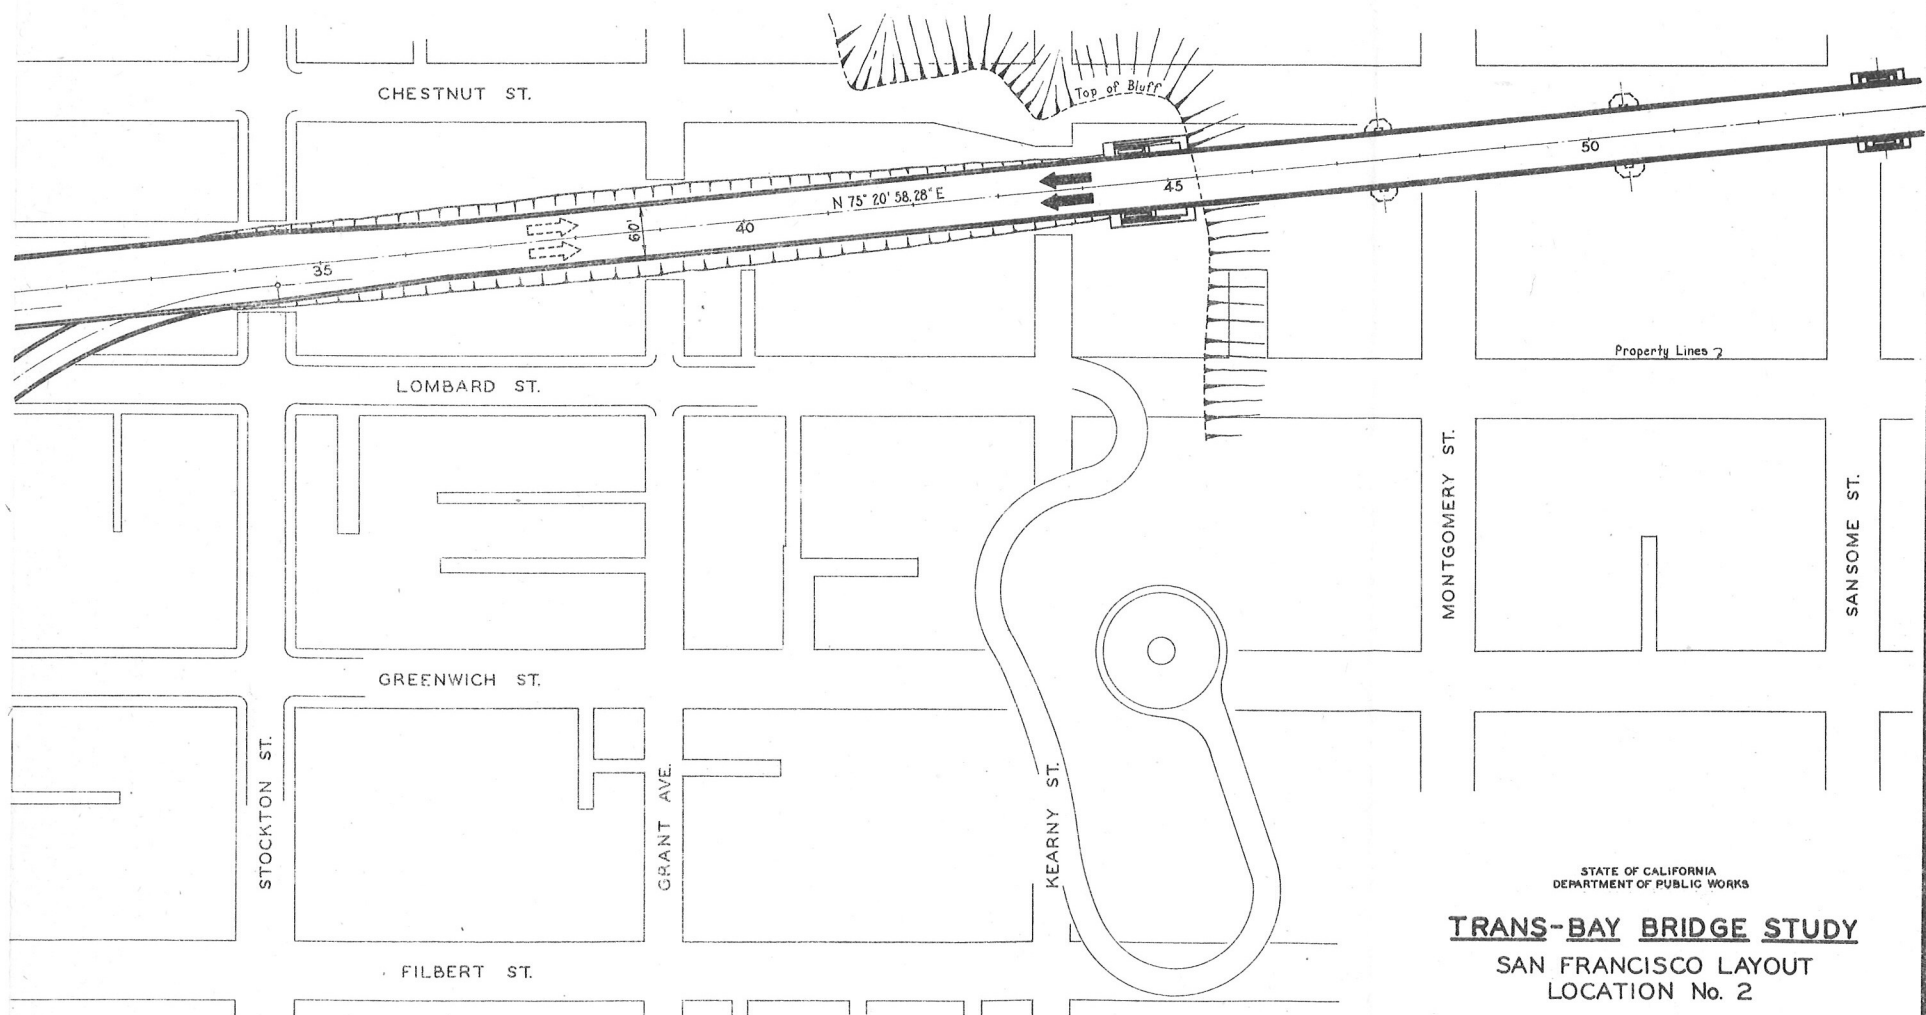 CHESTNUT ST.
Top of Bluff
50
45
N 75° 20' 58.28" E
40
60'
35
Property Lines
LOMBARD ST.
MONTGOMERY ST.
SANSOME ST.
GREENWICH ST.
STOCKTON ST.
GRANT AVE.
KEARNY ST.
FILBERT ST.
STATE OF CALIFORNIA
DEPARTMENT OF PUBLIC WORKS
TRANS-BAY BRIDGE STUDY
SAN FRANCISCO LAYOUT
LOCATION No. 2